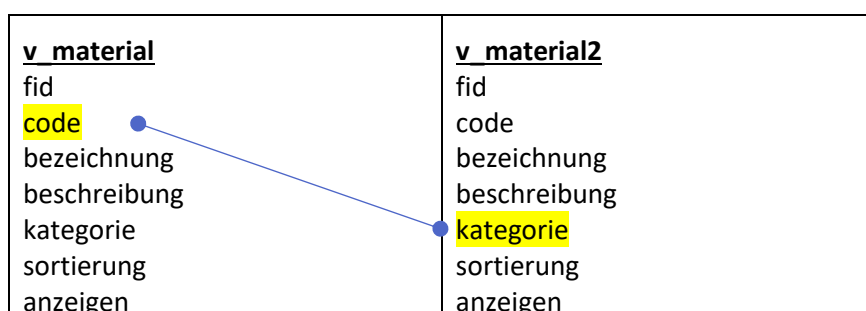 v_material
fid
code
bezeichnung
beschreibung
kategorie
sortierung
anzeigen
v_material2
fid
code
bezeichnung
beschreibung
kategorie
sortierung
anzeigen